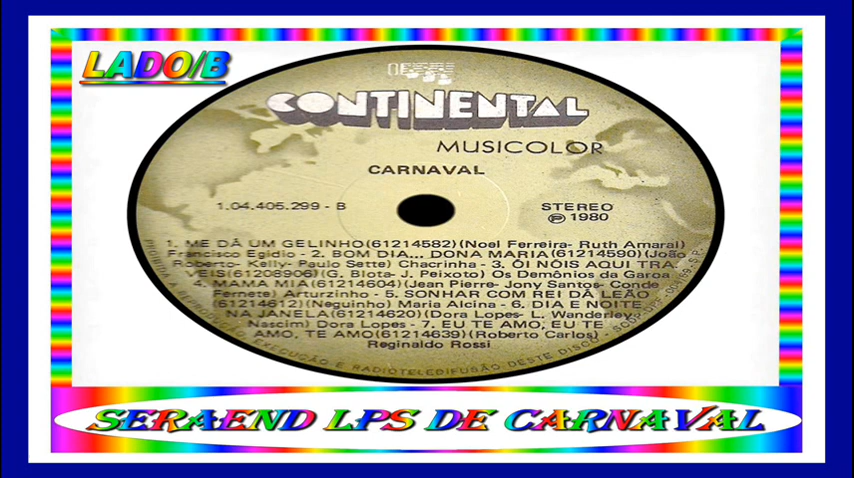 LADO/B
CONTINENTAL
MUSICOLOR
CARNAVAL
1.04.405.299 - B
STEREO
Ⓟ 1980
1. ME DÁ UM GELINHO(61214582)(Noel Ferreira- Ruth Amaral)
Francisco Egidio - 2. BOM DIA... DONA MARIA(61214590)(João
Roberto- Kelly- Paulo Sette) Chacrinha - 3. ÓI NÓIS AQUI TRA
VEIS(61208906)(G. Blota- J. Peixoto) Os Demônios da Garoa
4. MAMA MIA(61214604)(Jean Pierre- Jony Santos- Conde
Fernete) Arturzinho - 5. SONHAR COM REI DÁ LEÃO
(61214612)(Neguinho) Maria Alcina - 6. DIA E NOITE
NA JANELA(61214620)(Dora Lopes- L. Wanderley
Nascim) Dora Lopes - 7. EU TE AMO, EU TE
AMO, TE AMO(61214639)(Roberto Carlos) -
Reginaldo Rossi
EXECUÇÃO E RADIOTELEDIFUSÃO DESTE DISCO
SERAEND LPS DE CARNAVAL